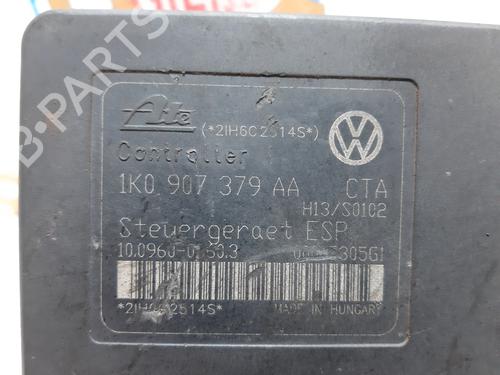 Ate (*2IH6C2514S*)
Controller
1K0 907 379 AA CTA
H13/S0102
Steuergeraet ESP
*2IH6C2514S* MADE IN HUNGARY
B-PARTS